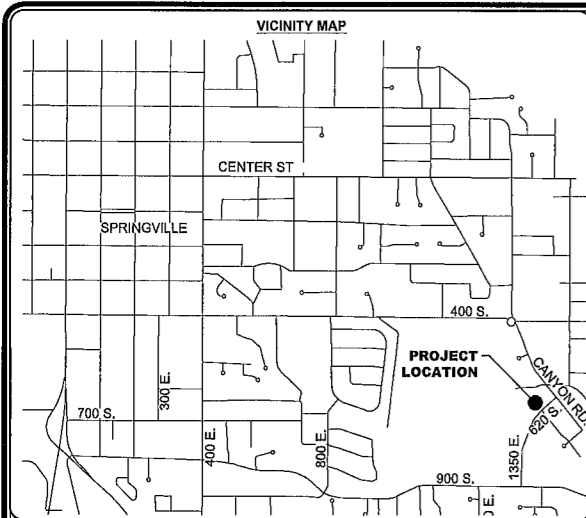 VICINITY MAP
CENTER ST
SPRINGVILLE
400 S.
PROJECT
LOCATION
CANYON RD.
300 E.
700 S.
620 S.
400 E.
800 E.
1350 E.
900 S.